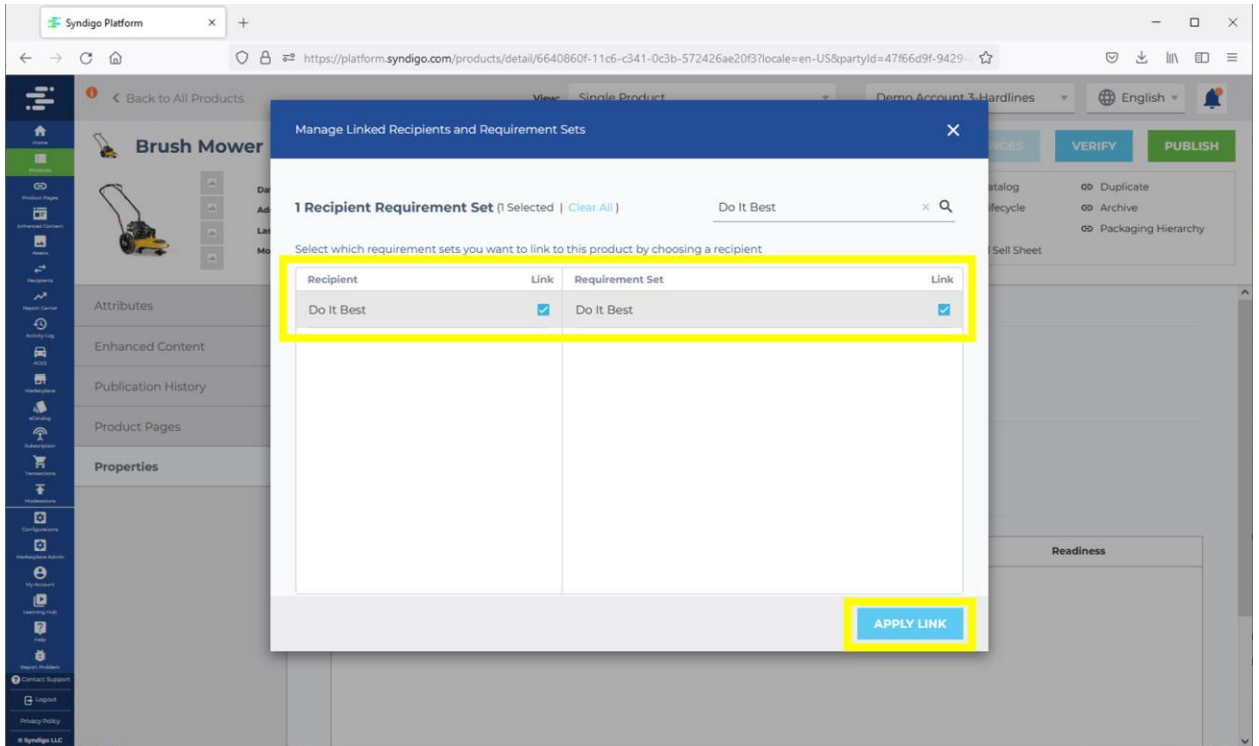 Syndigo Platform
https://platform.syndigo.com/products/detail/6640860f-11c6-c341-0c3b-572426ae20f3?locale=en-US&partyId=47f66d9f-9429-
Back to All Products
View: Single Product
Demo Account 3-Hardlines
English
Manage Linked Recipients and Requirement Sets
Brush Mower
VERIFY
PUBLISH
Duplicate
Archive
Packaging Hierarchy
Sell Sheet
1 Recipient Requirement Set (1 Selected | Clear All)
Do It Best
Select which requirement sets you want to link to this product by choosing a recipient
Recipient Link Requirement Set Link
Do It Best Do It Best
APPLY LINK
Attributes
Enhanced Content
Publication History
Product Pages
Properties
Readiness
Home
Products
Product Pages
Enhanced Content
Assets
Recipients
Report Center
Activity Log
ACES
Marketplace
eCatalog
Subscription
Transactions
Configurations
Marketplace Admin
My Account
Learning Hub
Help
Report Problem
Contact Support
Logout
Privacy Policy
© Syndigo LLC